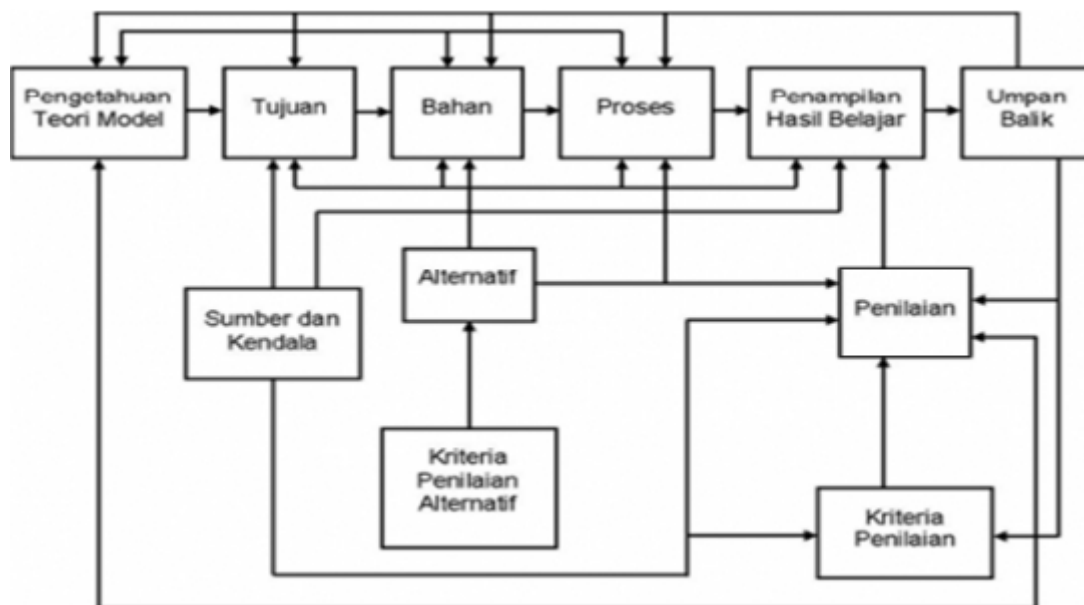 Pengetahuan
Teori Model
Tujuan
Bahan
Proses
Penampilan
Hasil Belajar
Umpan
Balik
Alternatif
Sumber dan
Kendala
Penilaian
Kriteria
Penilaian
Alternatif
Kriteria
Penilaian